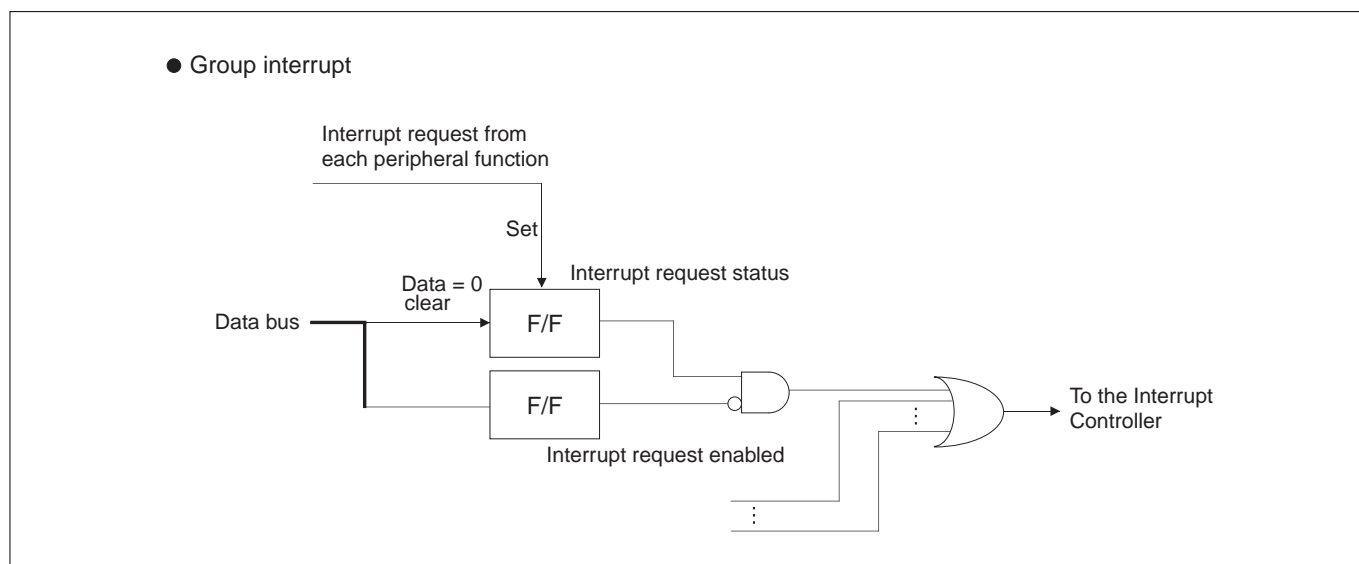 ● Group interrupt
Interrupt request from
each peripheral function
Set
Interrupt request status
Data = 0
clear
Data bus
F/F
F/F
Interrupt request enabled
To the Interrupt
Controller